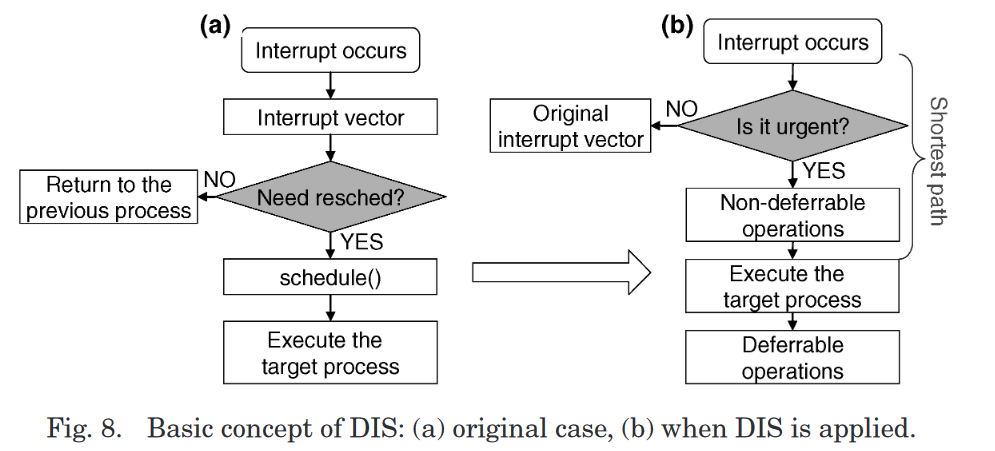 (a)
Interrupt occurs
Interrupt vector
Need resched?
NO
Return to the
previous process
YES
schedule()
Execute the
target process
(b)
Interrupt occurs
Is it urgent?
NO
Original
interrupt vector
YES
Non-deferrable
operations
Execute the
target process
Deferrable
operations
Shortest path
Fig. 8. Basic concept of DIS: (a) original case, (b) when DIS is applied.